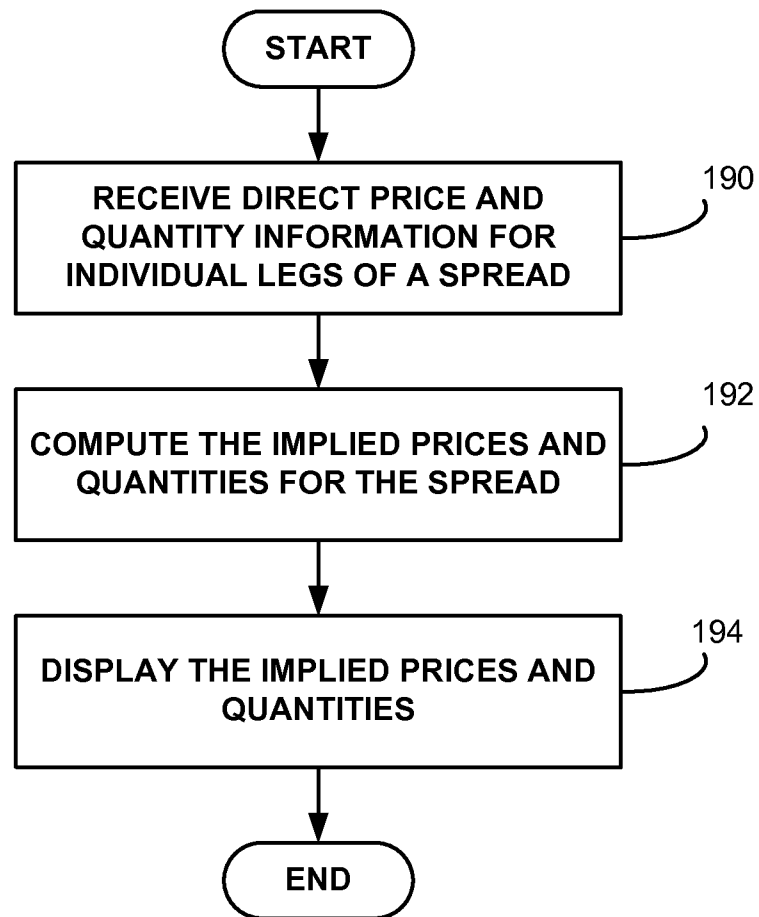 START
RECEIVE DIRECT PRICE AND
QUANTITY INFORMATION FOR
INDIVIDUAL LEGS OF A SPREAD
190
COMPUTE THE IMPLIED PRICES AND
QUANTITIES FOR THE SPREAD
192
DISPLAY THE IMPLIED PRICES AND
QUANTITIES
194
END